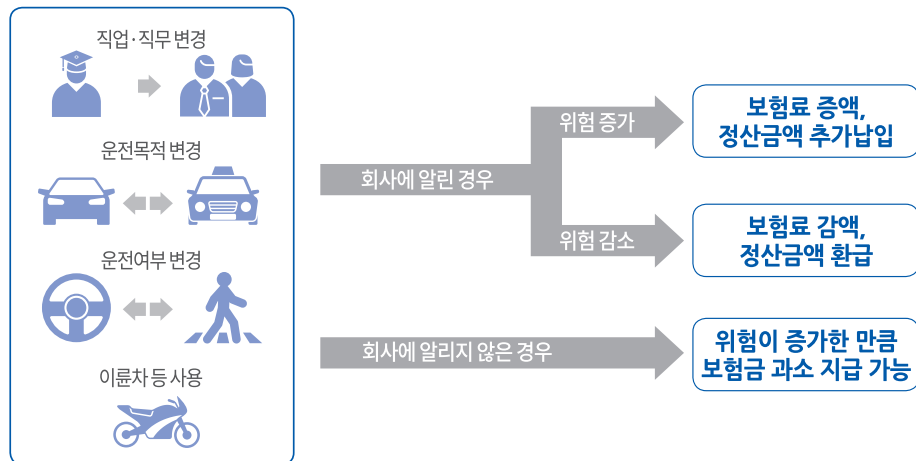 직업·직무 변경
운전목적 변경
운전여부 변경
이륜차 등 사용
회사에 알린 경우
위험 증가
보험료 증액,
정산금액 추가납입
위험 감소
보험료 감액,
정산금액 환급
회사에 알리지 않은 경우
위험이 증가한 만큼
보험금 과소 지급 가능